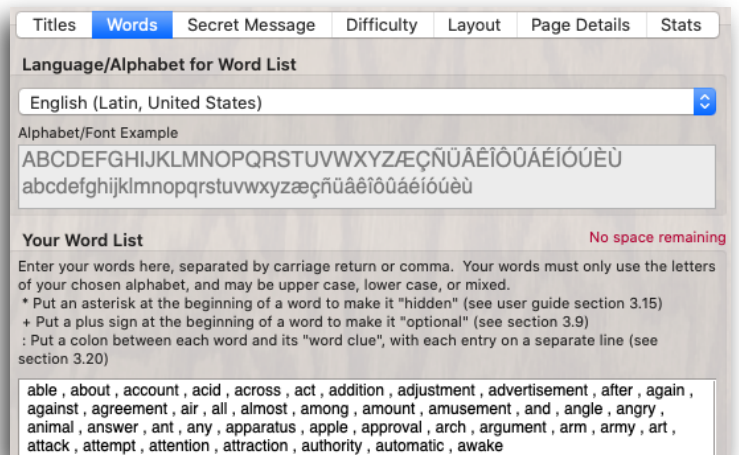 Titles Words Secret Message Difficulty Layout Page Details Stats
Language/Alphabet for Word List
English (Latin, United States)
Alphabet/Font Example
ABCDEFGHIJKLMNOPQRSTUVWXYZÆÇÑÜÂÊÎÔÛÁÉÍÓÚÈÙ
abcdefghijklmnopqrstuvwxyzæçñüâêîôûáéíóúèù
Your Word List No space remaining
Enter your words here, separated by carriage return or comma. Your words must only use the letters
of your chosen alphabet, and may be upper case, lower case, or mixed.
* Put an asterisk at the beginning of a word to make it "hidden" (see user guide section 3.15)
+ Put a plus sign at the beginning of a word to make it "optional" (see section 3.9)
: Put a colon between each word and its "word clue", with each entry on a separate line (see
section 3.20)
able , about , account , acid , across , act , addition , adjustment , advertisement , after , again ,
against , agreement , air , all , almost , among , amount , amusement , and , angle , angry ,
animal , answer , ant , any , apparatus , apple , approval , arch , argument , arm , army , art ,
attack , attempt , attention , attraction , authority , automatic , awake